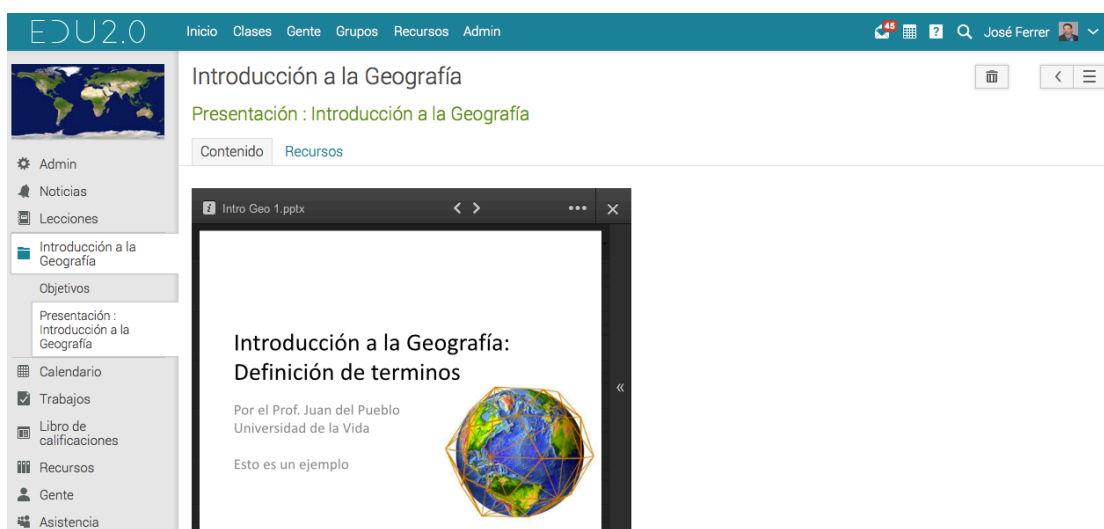 EDU2.0
Inicio Clases Gente Grupos Recursos Admin
45
?
José Ferrer
Introducción a la Geografía
Presentación : Introducción a la Geografía
Contenido Recursos
Admin
Noticias
Lecciones
Introducción a la
Geografía
Objetivos
Presentación :
Introducción a la
Geografía
Calendario
Trabajos
Libro de
calificaciones
Recursos
Gente
Asistencia
i Intro Geo 1.pptx
Introducción a la Geografía:
Definición de terminos
Por el Prof. Juan del Pueblo
Universidad de la Vida
Esto es un ejemplo